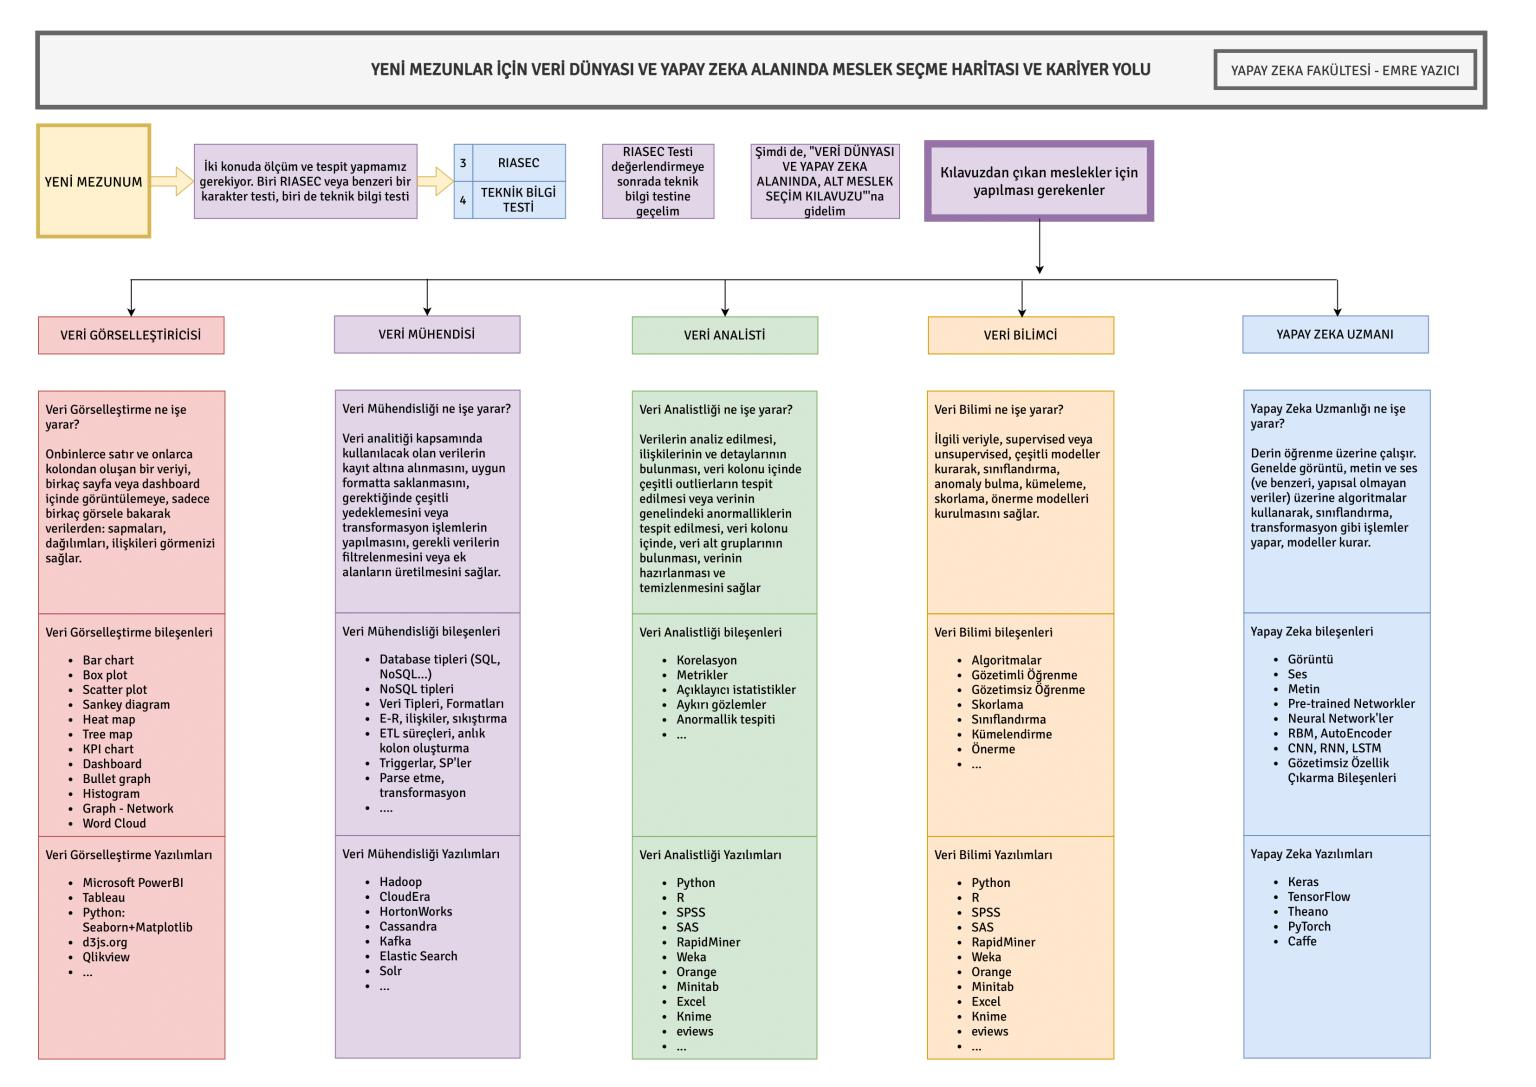 YENİ MEZUNLAR İÇİN VERİ DÜNYASI VE YAPAY ZEKA ALANINDA MESLEK SEÇME HARİTASI VE KARİYER YOLU
YAPAY ZEKA FAKÜLTESİ - EMRE YAZICI
YENİ MEZUNUM
İki konuda ölçüm ve tespit yapmamız
gerekiyor. Biri RIASEC veya benzeri bir
karakter testi, biri de teknik bilgi testi
3
RIASEC
4
TEKNİK BİLGİ
TESTİ
RIASEC Testi
değerlendirmeye
sonrada teknik
bilgi testine
geçelim
Şimdi de, "VERİ DÜNYASI
VE YAPAY ZEKA
ALANINDA, ALT MESLEK
SEÇİM KILAVUZU"'na
gidelim
Kılavuzdan çıkan meslekler için
yapılması gerekenler
VERİ GÖRSELLEŞTİRİCİSİ
VERİ MÜHENDİSİ
VERİ ANALİSTİ
VERİ BİLİMCİ
YAPAY ZEKA UZMANI
Veri Görselleştirme ne işe
yarar?
Onbinlerce satır ve onlarca
kolondan oluşan bir veriyi,
birkaç sayfa veya dashboard
içinde görüntülemeye, sadece
birkaç görsele bakarak
verilerden: sapmaları,
dağılımları, ilişkileri görmenizi
sağlar.
Veri Görselleştirme bileşenleri
• Bar chart
• Box plot
• Scatter plot
• Sankey diagram
• Heat map
• Tree map
• KPI chart
• Dashboard
• Bullet graph
• Histogram
• Graph - Network
• Word Cloud
Veri Görselleştirme Yazılımları
• Microsoft PowerBI
• Tableau
• Python:
Seaborn+Matplotlib
• d3js.org
• Qlikview
• ...
Veri Mühendisliği ne işe yarar?
Veri analitiği kapsamında
kullanılacak olan verilerin
kayıt altına alınmasını, uygun
formatta saklanmasını,
gerektiğinde çeşitli
yedeklemesini veya
transformasyon işlemlerin
yapılmasını, gerekli verilerin
filtrelenmesini veya ek
alanların üretilmesini sağlar.
Veri Mühendisliği bileşenleri
• Database tipleri (SQL,
NoSQL...)
• NoSQL tipleri
• Veri Tipleri, Formatları
• E-R, ilişkiler, sıkıştırma
• ETL süreçleri, anlık
kolon oluşturma
• Triggerlar, SP'ler
• Parse etme,
transformasyon
• ....
Veri Mühendisliği Yazılımları
• Hadoop
• CloudEra
• HortonWorks
• Cassandra
• Kafka
• Elastic Search
• Solr
• ...
Veri Analistliği ne işe yarar?
Verilerin analiz edilmesi,
ilişkilerinin ve detaylarının
bulunması, veri kolonu içinde
çeşitli outlierların tespit
edilmesi veya verinin
genelindeki anormalliklerin
tespit edilmesi, veri kolonu
içinde, veri alt gruplarının
bulunması, verinin
hazırlanması ve
temizlenmesini sağlar
Veri Analistliği bileşenleri
• Korelasyon
• Metrikler
• Açıklayıcı istatistikler
• Aykırı gözlemler
• Anormallik tespiti
• ...
Veri Analistliği Yazılımları
• Python
• R
• SPSS
• SAS
• RapidMiner
• Weka
• Orange
• Minitab
• Excel
• Knime
• eviews
• ...
Veri Bilimi ne işe yarar?
İlgili veriyle, supervised veya
unsupervised, çeşitli modeller
kurarak, sınıflandırma,
anomaly bulma, kümeleme,
skorlama, önerme modelleri
kurulmasını sağlar.
Veri Bilimi bileşenleri
• Algoritmalar
• Gözetimli Öğrenme
• Gözetimsiz Öğrenme
• Skorlama
• Sınıflandırma
• Kümelendirme
• Önerme
• ...
Veri Bilimi Yazılımları
• Python
• R
• SPSS
• SAS
• RapidMiner
• Weka
• Orange
• Minitab
• Excel
• Knime
• eviews
• ...
Yapay Zeka Uzmanlığı ne işe
yarar?
Derin öğrenme üzerine çalışır.
Genelde görüntü, metin ve ses
(ve benzeri, yapısal olmayan
veriler) üzerine algoritmalar
kullanarak, sınıflandırma,
transformasyon gibi işlemler
yapar, modeller kurar.
Yapay Zeka bileşenleri
• Görüntü
• Ses
• Metin
• Pre-trained Networkler
• Neural Network'ler
• RBM, AutoEncoder
• CNN, RNN, LSTM
• Gözetimsiz Özellik
Çıkarma Bileşenleri
Yapay Zeka Yazılımları
• Keras
• TensorFlow
• Theano
• PyTorch
• Caffe